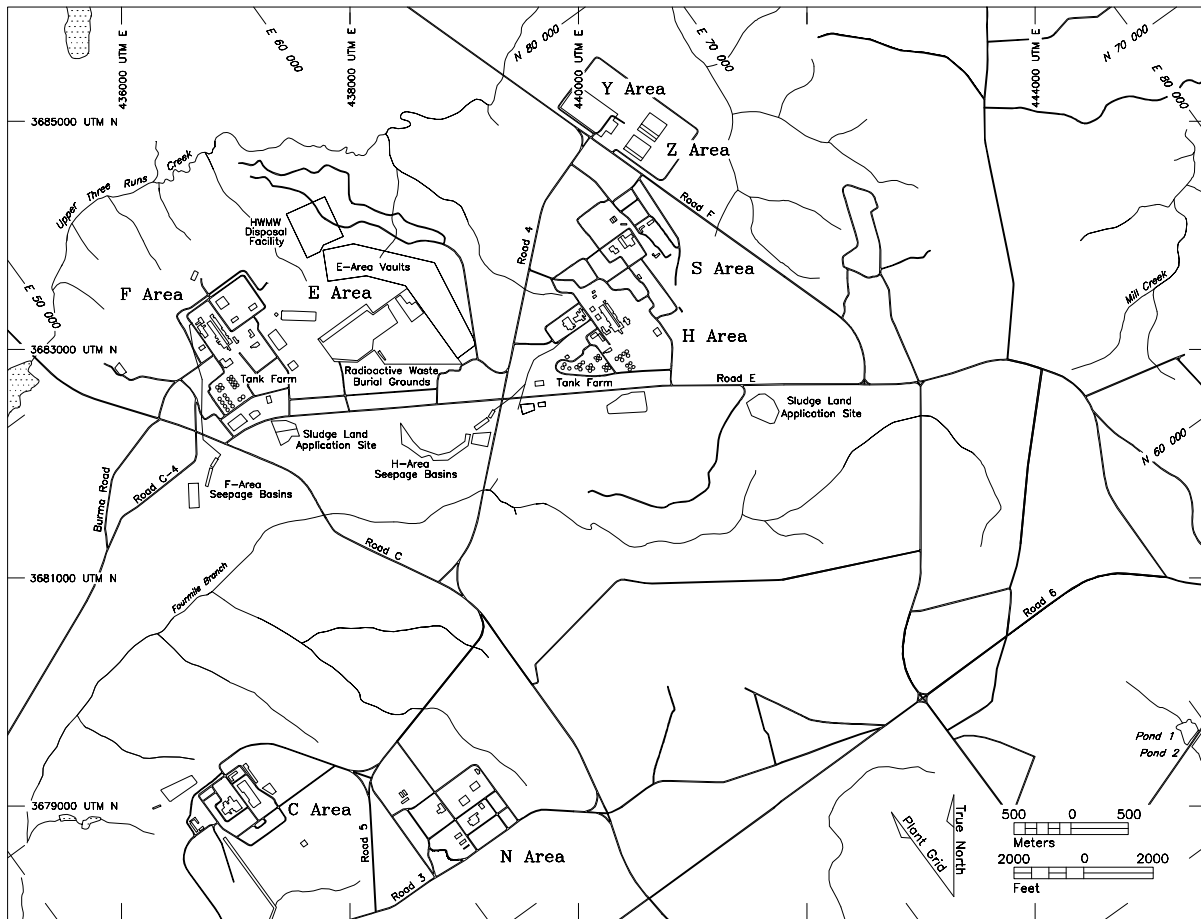 436000 UTM E
E 60 000
438000 UTM E
N 80 000
440000 UTM E
E 70 000
444000 UTM E
N 70 000
E 80 000
Y Area
3685000 UTM N
Z Area
Upper Three Runs Creek
Road F
HWMW
Disposal
Facility
Road 4
E-Area Vaults
S Area
E 50 000
F Area
E Area
Mill Creek
H Area
3683000 UTM N
Tank Farm
Radioactive Waste
Burial Grounds
Tank Farm
Road E
Sludge Land
Application Site
Sludge Land
Application Site
N 60 000
H-Area
Seepage Basins
Burma Road
Road C-4
F-Area
Seepage Basins
Road C
3681000 UTM N
Fourmile Branch
Road 6
Pond 1
Pond 2
3679000 UTM N
C Area
Road 5
N Area
Road 3
Plant Grid
True North
500 0 500
Meters
2000 0 2000
Feet